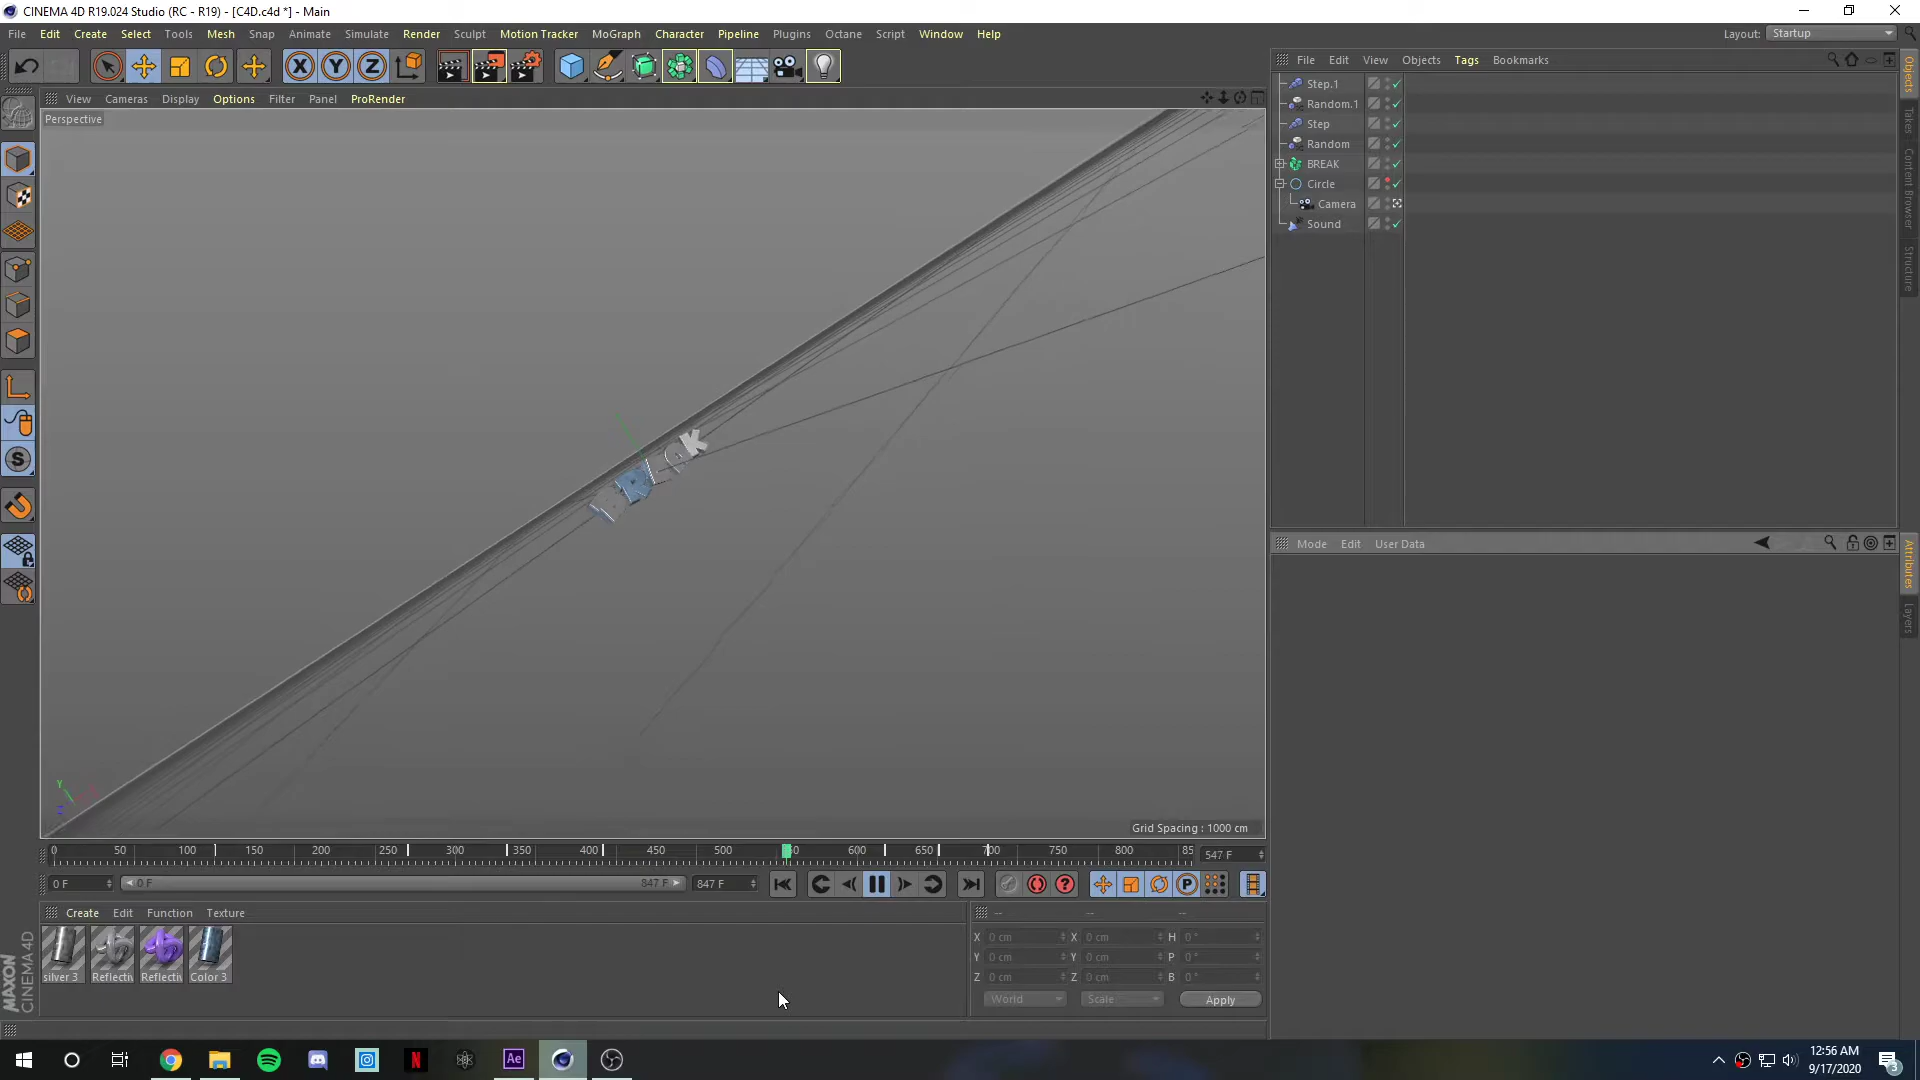 CINEMA 4D R19.024 Studio (RC - R19) - [C4D.c4d *] - Main
File Edit Create Select Tools Mesh Snap Animate Simulate Render Sculpt Motion Tracker MoGraph Character Pipeline Plugins Octane Script Window Help
Layout: Startup
View Cameras Display Options Filter Panel ProRender
File Edit View Objects Tags Bookmarks
Perspective
Step.1
Random.1
Step
Random
BREAK
Circle
Camera
Sound
Objects
Takes
Content Browser
Structure
Mode Edit User Data
Attributes
Layers
K
Y
Z
Grid Spacing : 1000 cm
0 50 100 150 200 250 300 350 400 450 500 600 650 700 750 800 85
547 F
0 F
0 F
847 F
847 F
Create Edit Function Texture
silver 3 Reflectiv Reflectiv Color 3
-- -- --
X 0 cm X 0 cm H 0 °
Y 0 cm Y 0 cm P 0 °
Z 0 cm Z 0 cm B 0 °
World Scale Apply
MAXON
CINEMA 4D
Ae
12:56 AM
9/17/2020
3